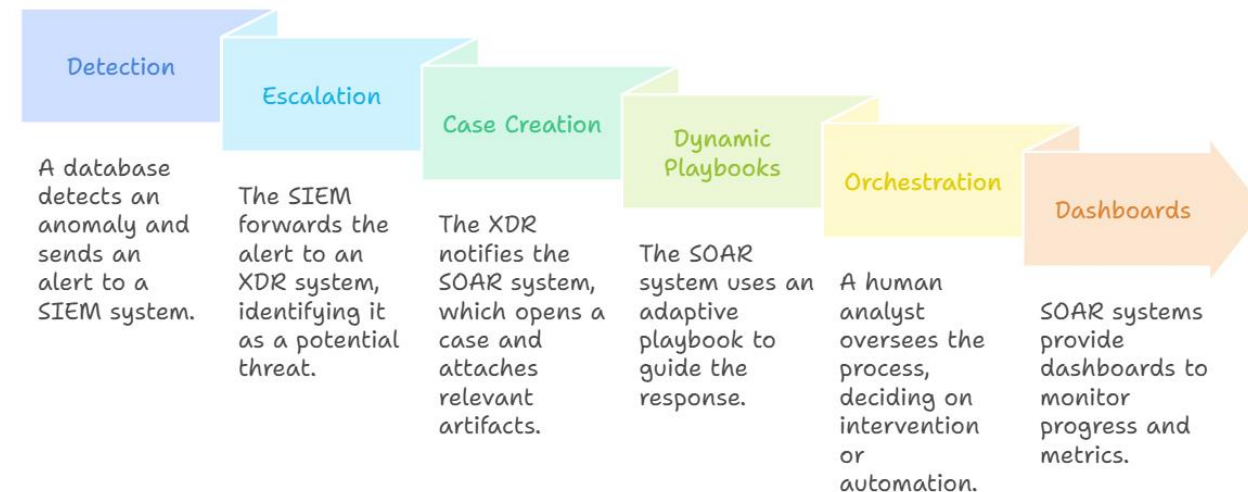 Detection
A database
detects an
anomaly and
sends an
alert to a
SIEM system.
Escalation
The SIEM
forwards the
alert to an
XDR system,
identifying it
as a potential
threat.
Case Creation
The XDR
notifies the
SOAR system,
which opens a
case and
attaches
relevant
artifacts.
Dynamic
Playbooks
The SOAR
system uses an
adaptive
playbook to
guide the
response.
Orchestration
A human
analyst
oversees the
process,
deciding on
intervention
or
automation.
Dashboards
SOAR systems
provide
dashboards to
monitor
progress and
metrics.